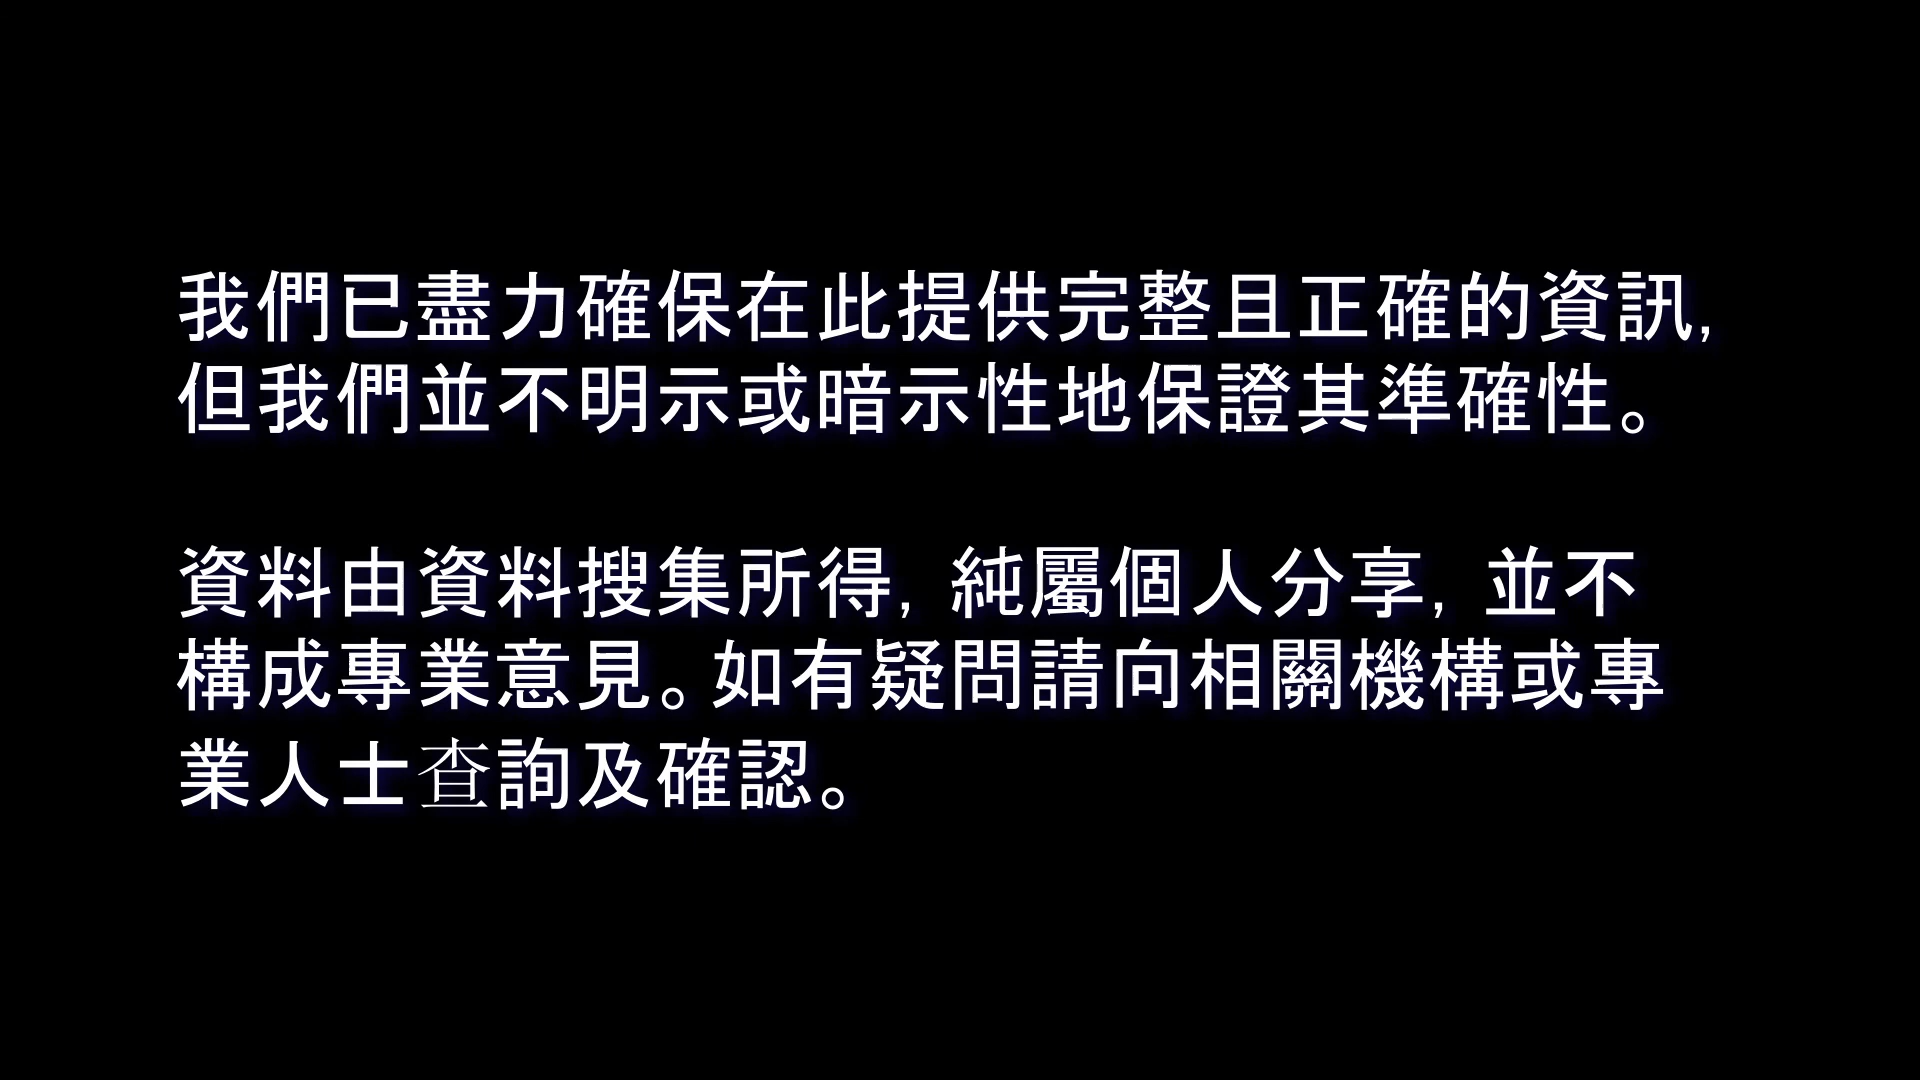 我們已盡力確保在此提供完整且正確的資訊,
但我們並不明示或暗示性地保證其準確性。
資料由資料搜集所得, 純屬個人分享, 並不
構成專業意見。如有疑問請向相關機構或專
業人士查詢及確認。